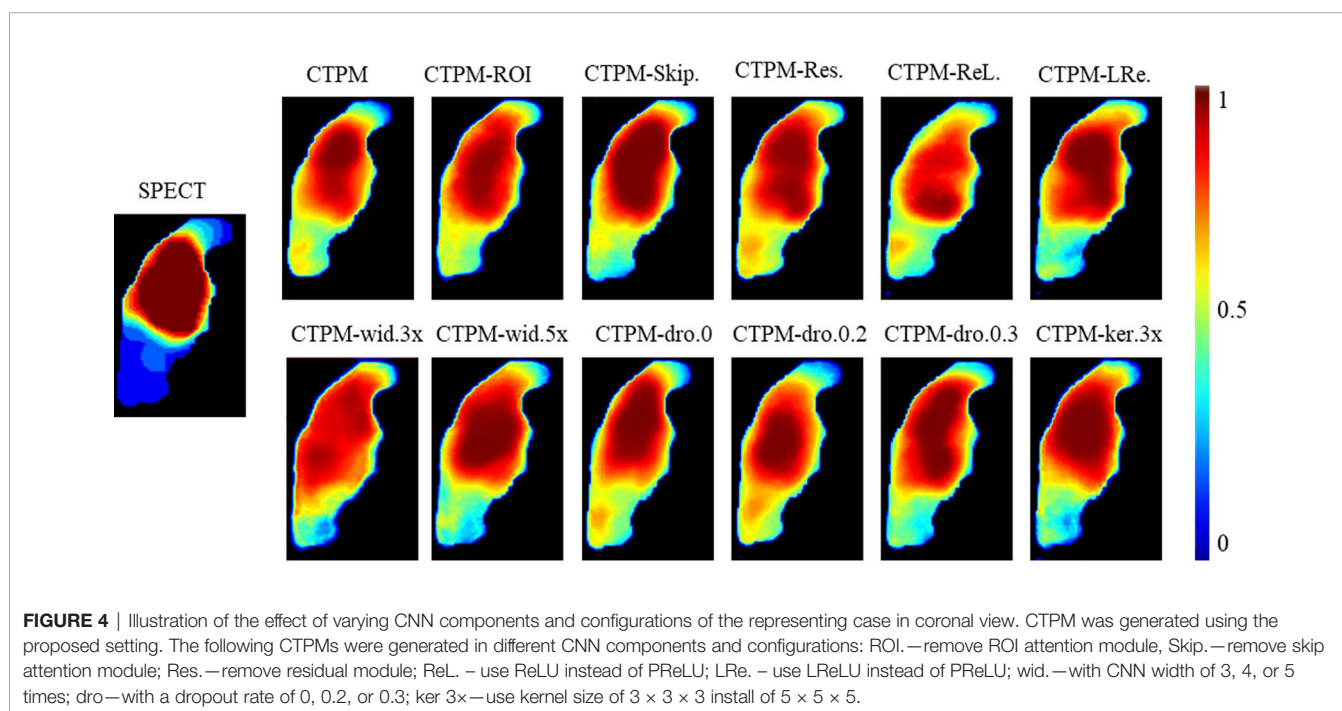 CTPM CTPM-ROI CTPM-Skip. CTPM-Res. CTPM-ReL. CTPM-LRe.
SPECT
CTPM-wid.3x CTPM-wid.5x CTPM-dro.0 CTPM-dro.0.2 CTPM-dro.0.3 CTPM-ker.3x
1
0.5
0
FIGURE 4 | Illustration of the effect of varying CNN components and configurations of the representing case in coronal view. CTPM was generated using the
proposed setting. The following CTPMs were generated in different CNN components and configurations: ROI.—remove ROI attention module, Skip.—remove skip
attention module; Res.—remove residual module; ReL. – use ReLU instead of PReLU; LRe. – use LReLU instead of PReLU; wid.—with CNN width of 3, 4, or 5
times; dro—with a dropout rate of 0, 0.2, or 0.3; ker 3×—use kernel size of 3 × 3 × 3 install of 5 × 5 × 5.